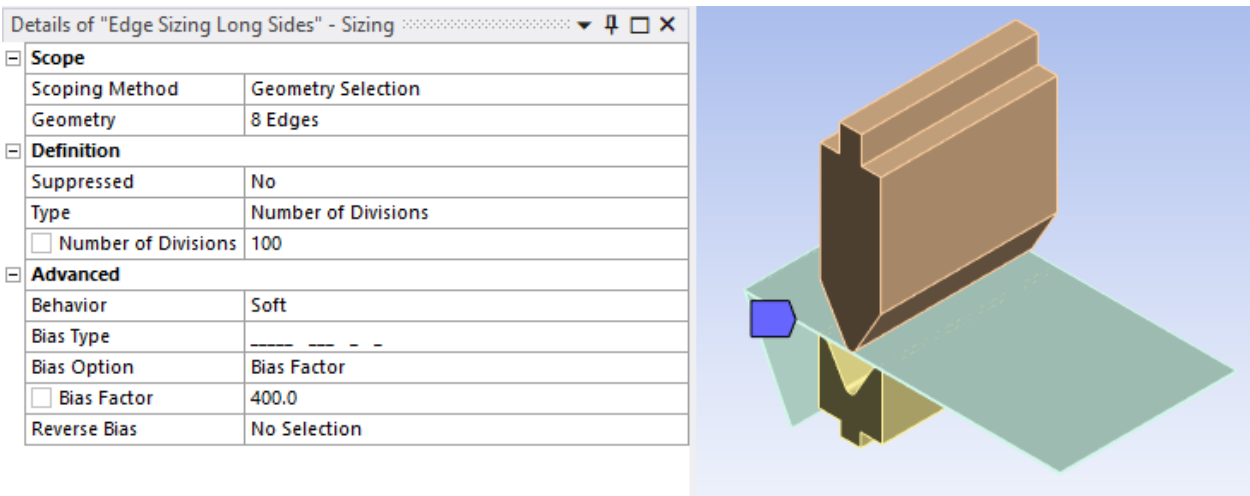 Details of "Edge Sizing Long Sides" - Sizing
Scope
Scoping Method Geometry Selection
Geometry 8 Edges
Definition
Suppressed No
Type Number of Divisions
Number of Divisions 100
Advanced
Behavior Soft
Bias Type _____ ___ _ _
Bias Option Bias Factor
Bias Factor 400.0
Reverse Bias No Selection